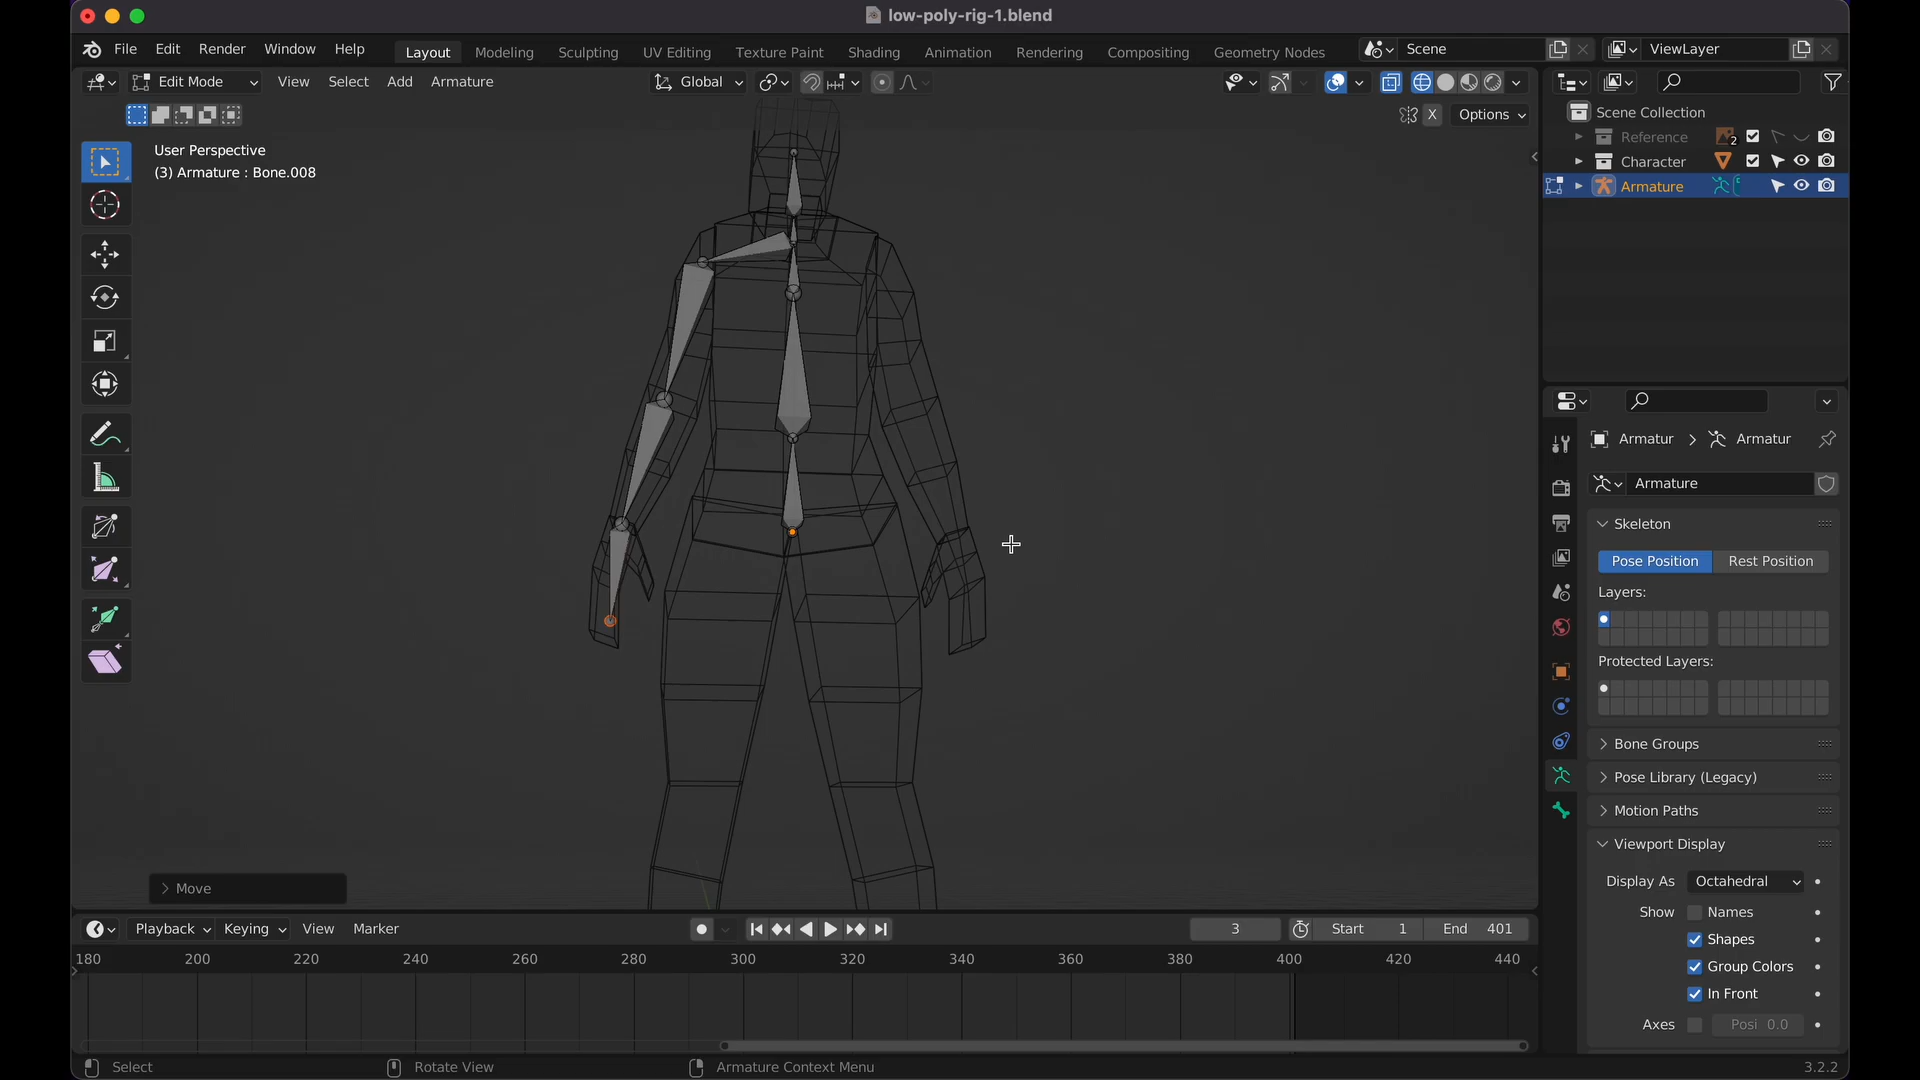 low-poly-rig-1.blend
File Edit Render Window Help Layout Modeling Sculpting UV Editing Texture Paint Shading Animation Rendering Compositing Geometry Nodes Scene ViewLayer
Edit Mode View Select Add Armature Global
X Options
User Perspective
(3) Armature : Bone.008
Scene Collection
Reference 2
Character
Armature
Armatur > Armatur
Armature
Skeleton
Pose Position Rest Position
Layers:
Protected Layers:
Bone Groups
Pose Library (Legacy)
Motion Paths
Viewport Display
Display As Octahedral
Show Names
Shapes
Group Colors
In Front
Axes Posi 0.0
> Move
Playback Keying View Marker 3 Start 1 End 401
180 200 220 240 260 280 300 320 340 360 380 400 420 440
Select Rotate View Armature Context Menu 3.2.2